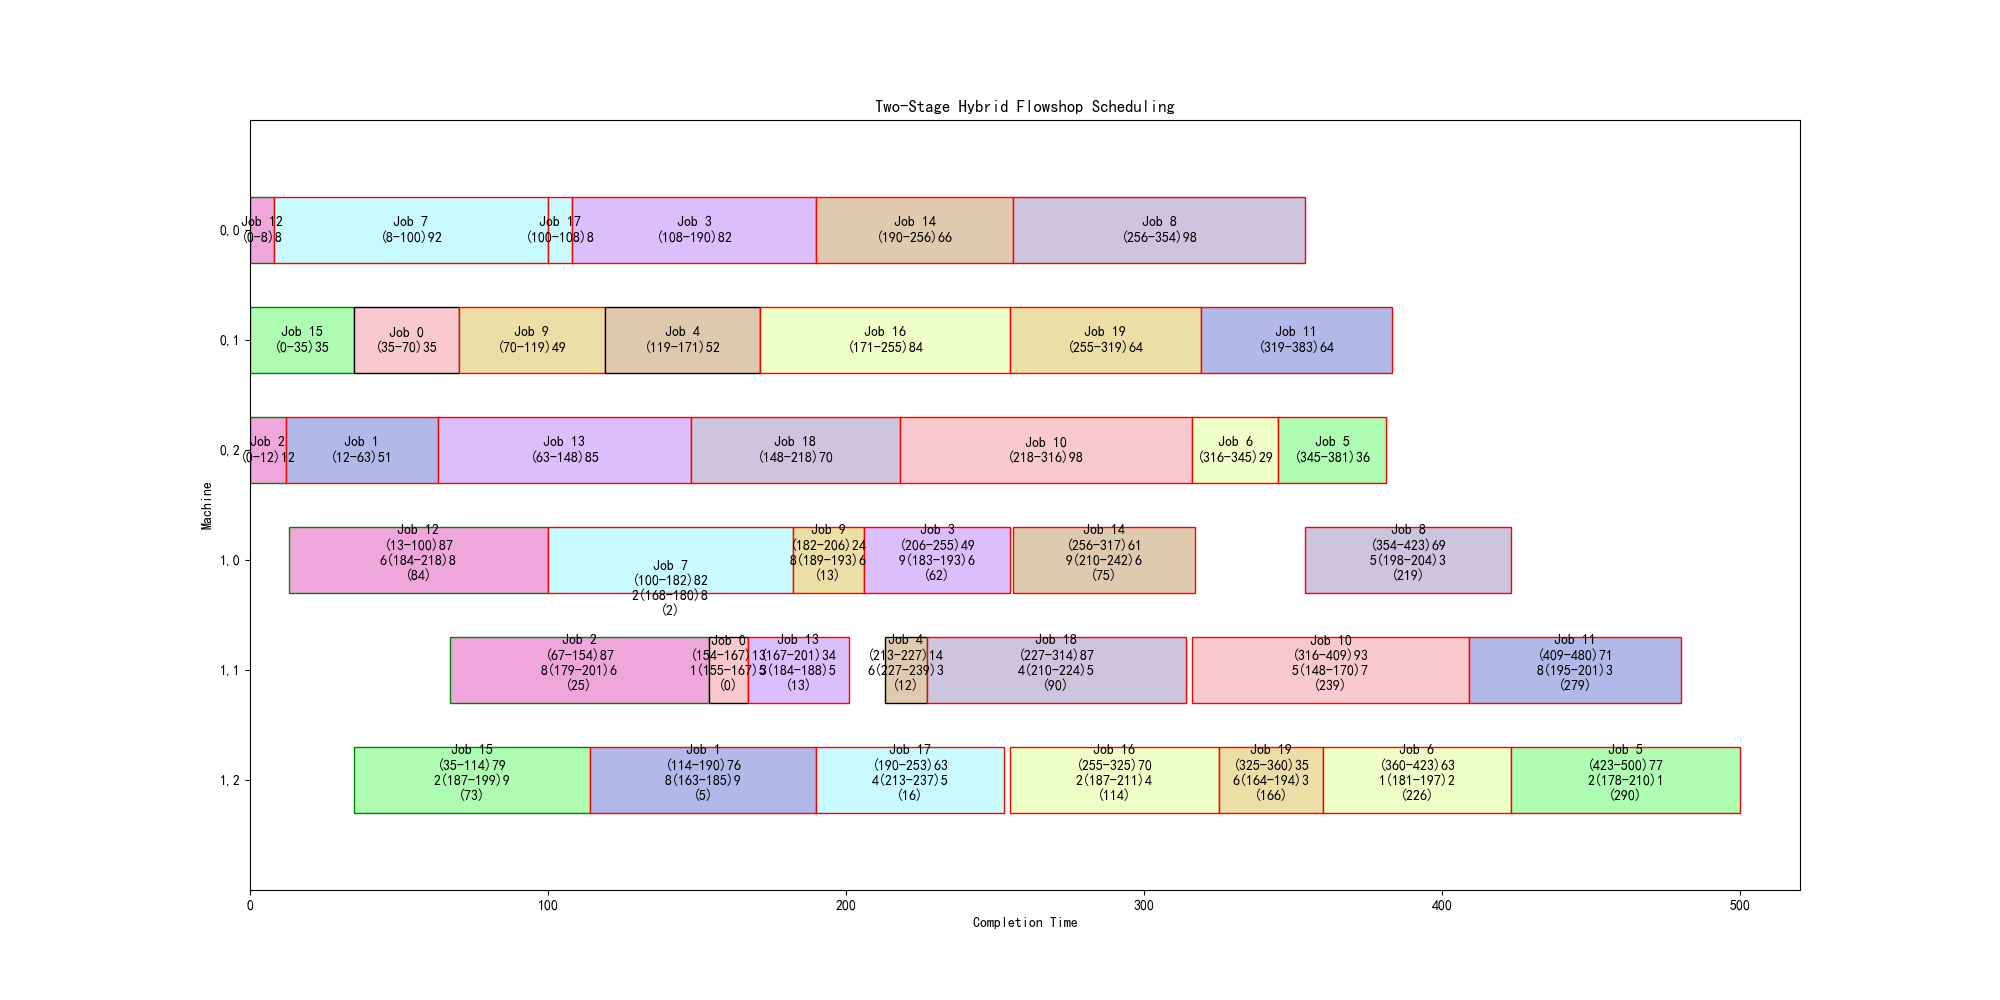 Two-Stage Hybrid Flowshop Scheduling
Machine
0,0
Job 12
(0-8)8
Job 7
(8-100)92
Job 17
(100-108)8
Job 3
(108-190)82
Job 14
(190-256)66
Job 8
(256-354)98
0,1
Job 15
(0-35)35
Job 0
(35-70)35
Job 9
(70-119)49
Job 4
(119-171)52
Job 16
(171-255)84
Job 19
(255-319)64
Job 11
(319-383)64
0,2
Job 2
(0-12)12
Job 1
(12-63)51
Job 13
(63-148)85
Job 18
(148-218)70
Job 10
(218-316)98
Job 6
(316-345)29
Job 5
(345-381)36
1,0
Job 12
(13-100)87
6(184-218)8
(84)
Job 7
(100-182)82
2(168-180)8
(2)
Job 9
(182-206)24
8(189-193)6
(13)
Job 3
(206-255)49
9(183-193)6
(62)
Job 14
(256-317)61
9(210-242)6
(75)
Job 8
(354-423)69
5(198-204)3
(219)
1,1
Job 2
(67-154)87
8(179-201)6
(25)
Job 0
(154-167)13
(0)
Job 13
(167-201)34
(184-188)5
(13)
Job 4
(213-227)14
6(227-239)3
(12)
Job 18
(227-314)87
4(210-224)5
(90)
Job 10
(316-409)93
5(148-170)7
(239)
Job 11
(409-480)71
8(195-201)3
(279)
1,2
Job 15
(35-114)79
2(187-199)9
(73)
Job 1
(114-190)76
8(163-185)9
(5)
Job 17
(190-253)63
4(213-237)5
(16)
Job 16
(255-325)70
2(187-211)4
(114)
Job 19
(325-360)35
6(164-194)3
(166)
Job 6
(360-423)63
1(181-197)2
(226)
Job 5
(423-500)77
2(178-210)1
(290)
0 100 200 300 400 500
Completion Time